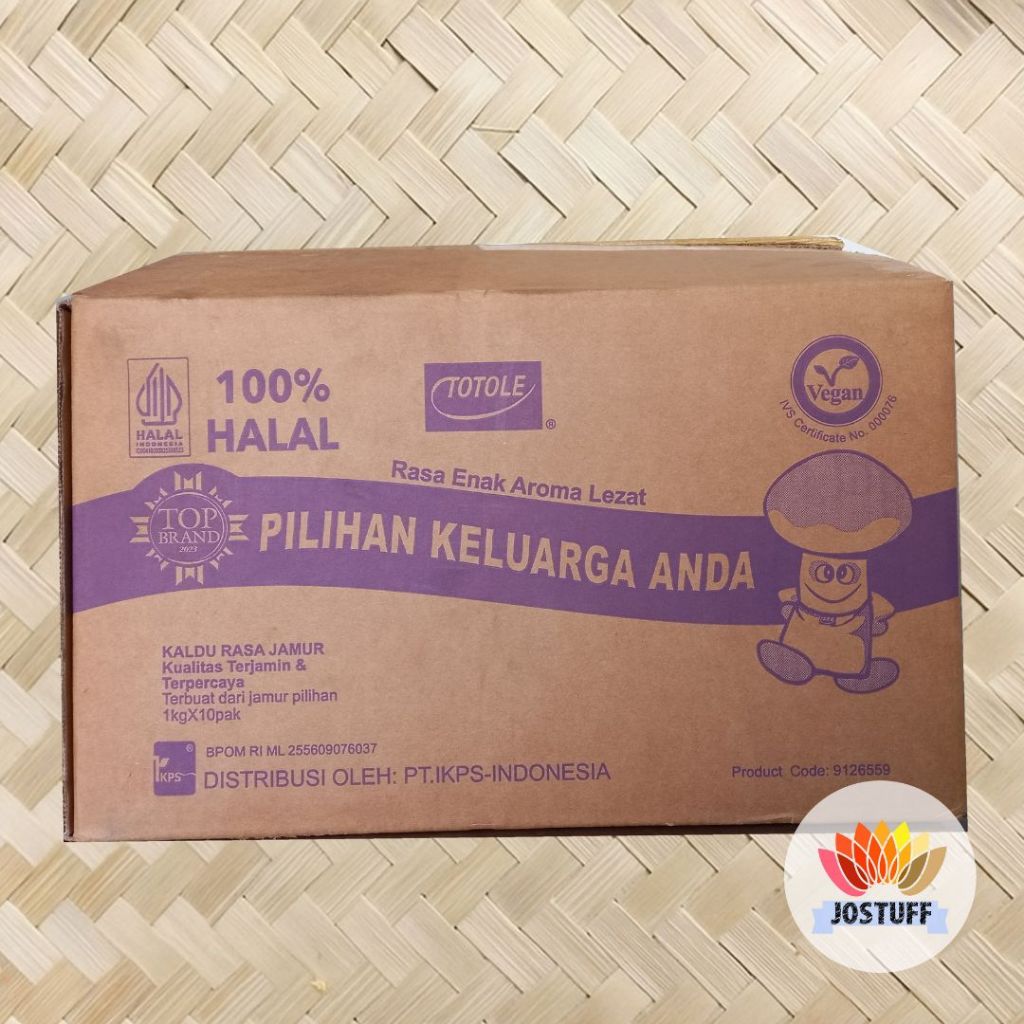 HALAL
INDONESIA
100%
HALAL
TOTOLE
®
Vegan
IVS Certificate No. 000076
Rasa Enak Aroma Lezat
TOP
BRAND
2023
PILIHAN KELUARGA ANDA
KALDU RASA JAMUR
Kualitas Terjamin &
Terpercaya
Terbuat dari jamur pilihan
1kgX10pak
®
IKPS
BPOM RI ML 255609076037
DISTRIBUSI OLEH: PT.IKPS-INDONESIA
Product Code: 9126559
JOSTUFF